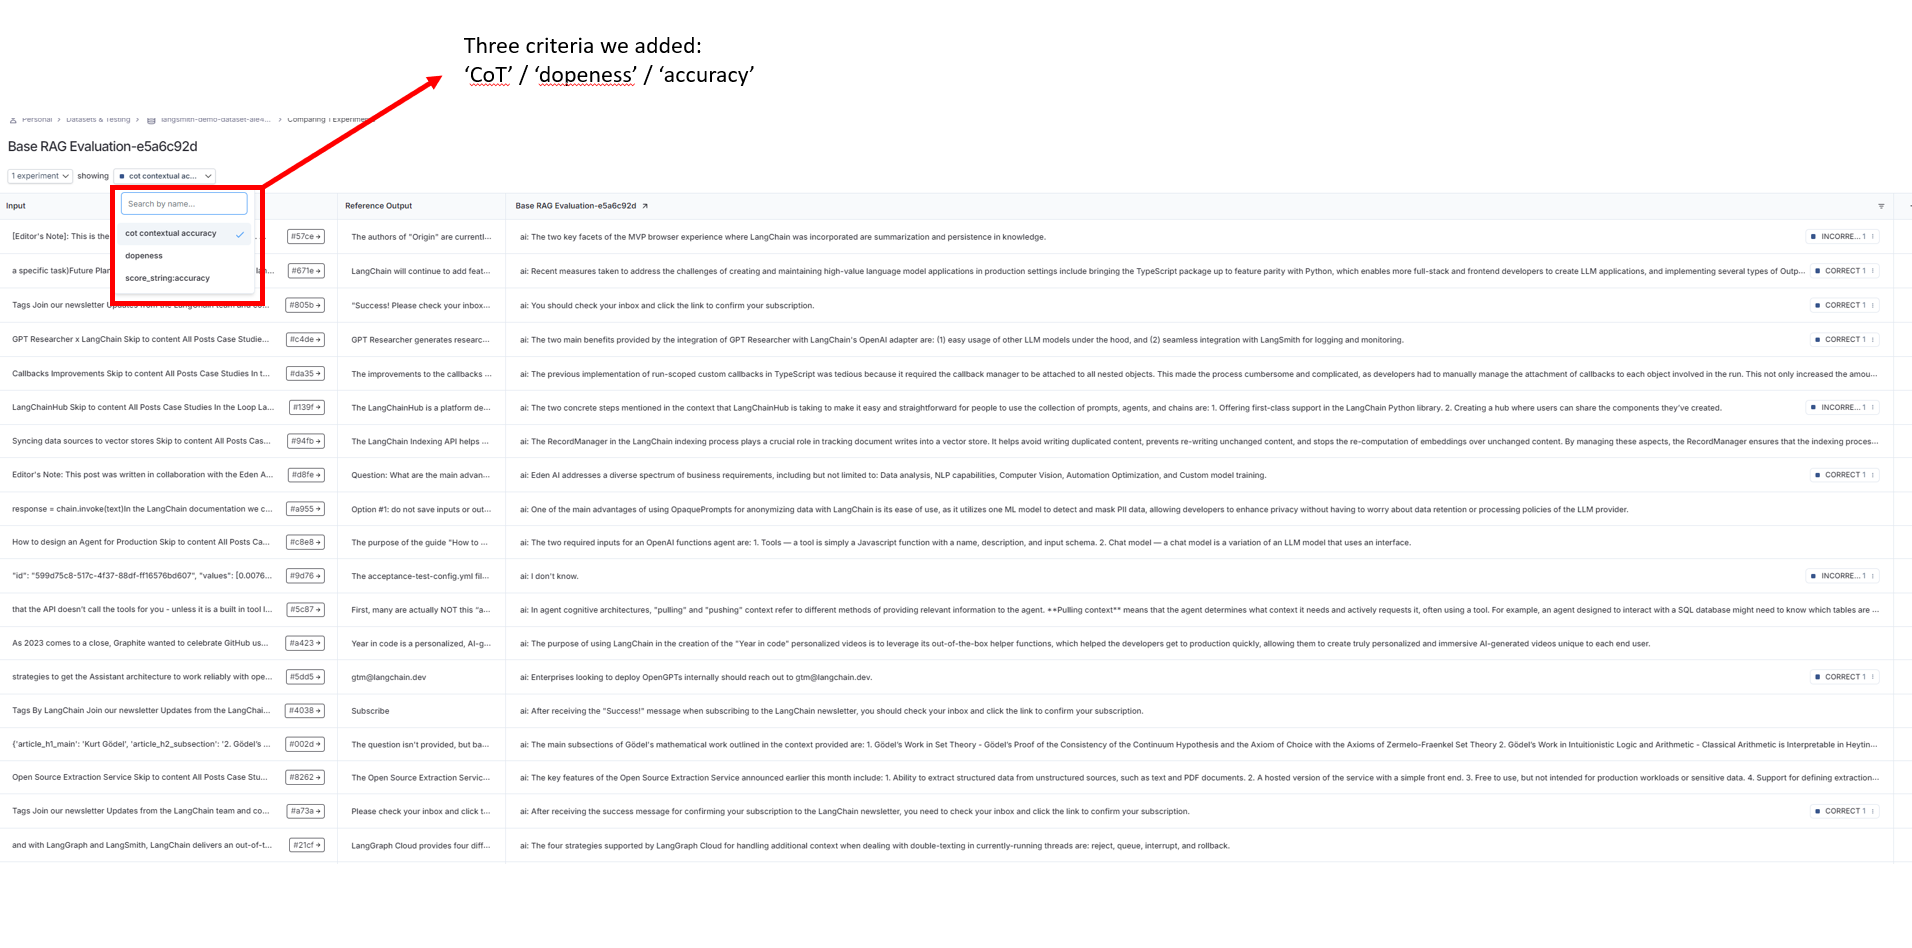 Three criteria we added:
‘CoT’ / ‘dopeness’ / ‘accuracy’
Personal > Datasets & Testing > langsmith-demo-dataset-a1e4... > Comparing 1 Experiments
Base RAG Evaluation-e5a6c92d
1 experiment showing cot contextual ac...
Search by name...
cot contextual accuracy
dopeness
score_string:accuracy
Input Reference Output Base RAG Evaluation-e5a6c92d
[Editor's Note]: This is the ... #57ce → The authors of "Origin" are currentl... ai: The two key facets of the MVP browser experience where LangChain was incorporated are summarization and persistence in knowledge. INCORRE... 1
a specific task)Future Plan lan... #671e → LangChain will continue to add feat... ai: Recent measures taken to address the challenges of creating and maintaining high-value language model applications in production settings include bringing the TypeScript package up to feature parity with Python, which enables more full-stack and frontend developers to create LLM applications, and implementing several types of Outp... CORRECT 1
Tags Join our newsletter Updates from the LangChain team and co... #805b → "Success! Please check your inbox... ai: You should check your inbox and click the link to confirm your subscription. CORRECT 1
GPT Researcher x LangChain Skip to content All Posts Case Studie... #c4de → GPT Researcher generates researc... ai: The two main benefits provided by the integration of GPT Researcher with LangChain's OpenAI adapter are: (1) easy usage of other LLM models under the hood, and (2) seamless integration with LangSmith for logging and monitoring. CORRECT 1
Callbacks Improvements Skip to content All Posts Case Studies In t... #da35 → The improvements to the callbacks ... ai: The previous implementation of run-scoped custom callbacks in TypeScript was tedious because it required the callback manager to be attached to all nested objects. This made the process cumbersome and complicated, as developers had to manually manage the attachment of callbacks to each object involved in the run. This not only increased the amou...
LangChainHub Skip to content All Posts Case Studies In the Loop La... #139f → The LangChainHub is a platform de... ai: The two concrete steps mentioned in the context that LangChainHub is taking to make it easy and straightforward for people to use the collection of prompts, agents, and chains are: 1. Offering first-class support in the LangChain Python library. 2. Creating a hub where users can share the components they've created. INCORRE... 1
Syncing data sources to vector stores Skip to content All Posts Cas... #94fb → The LangChain Indexing API helps ... ai: The RecordManager in the LangChain indexing process plays a crucial role in tracking document writes into a vector store. It helps avoid writing duplicated content, prevents re-writing unchanged content, and stops the re-computation of embeddings over unchanged content. By managing these aspects, the RecordManager ensures that the indexing proces...
Editor's Note: This post was written in collaboration with the Eden A... #d8fe → Question: What are the main advan... ai: Eden AI addresses a diverse spectrum of business requirements, including but not limited to: Data analysis, NLP capabilities, Computer Vision, Automation Optimization, and Custom model training. CORRECT 1
response = chain.invoke(text)In the LangChain documentation we c... #a955 → Option #1: do not save inputs or out... ai: One of the main advantages of using OpaquePrompts for anonymizing data with LangChain is its ease of use, as it utilizes one ML model to detect and mask PII data, allowing developers to enhance privacy without having to worry about data retention or processing policies of the LLM provider.
How to design an Agent for Production Skip to content All Posts Ca... #c8e8 → The purpose of the guide "How to ... ai: The two required inputs for an OpenAI functions agent are: 1. Tools — a tool is simply a Javascript function with a name, description, and input schema. 2. Chat model — a chat model is a variation of an LLM model that uses an interface.
"id": "599d75c8-517c-4f37-88df-ff16576bd607", "values": [0.0076... #9d76 → The acceptance-test-config.yml fil... ai: I don't know. INCORRE... 1
that the API doesn't call the tools for you - unless it is a built in tool I... #5c87 → First, many are actually NOT this "a... ai: In agent cognitive architectures, "pulling" and "pushing" context refer to different methods of providing relevant information to the agent. **Pulling context** means that the agent determines what context it needs and actively requests it, often using a tool. For example, an agent designed to interact with a SQL database might need to know which tables are ...
As 2023 comes to a close, Graphite wanted to celebrate GitHub us... #a423 → Year in code is a personalized, AI-g... ai: The purpose of using LangChain in the creation of the "Year in code" personalized videos is to leverage its out-of-the-box helper functions, which helped the developers get to production quickly, allowing them to create truly personalized and immersive AI-generated videos unique to each end user.
strategies to get the Assistant architecture to work reliably with ope... #5dd5 → gtm@langchain.dev ai: Enterprises looking to deploy OpenGPTs internally should reach out to gtm@langchain.dev. CORRECT 1
Tags By LangChain Join our newsletter Updates from the LangChai... #4038 → Subscribe ai: After receiving the "Success!" message when subscribing to the LangChain newsletter, you should check your inbox and click the link to confirm your subscription.
{'article_h1_main': 'Kurt Gödel', 'article_h2_subsection': '2. Gödel's ... #002d → The question isn't provided, but ba... ai: The main subsections of Gödel's mathematical work outlined in the context provided are: 1. Gödel's Work in Set Theory - Gödel's Proof of the Consistency of the Continuum Hypothesis and the Axiom of Choice with the Axioms of Zermelo-Fraenkel Set Theory 2. Gödel's Work in Intuitionistic Logic and Arithmetic - Classical Arithmetic is Interpretable in Heytin...
Open Source Extraction Service Skip to content All Posts Case Stu... #8262 → The Open Source Extraction Servic... ai: The key features of the Open Source Extraction Service announced earlier this month include: 1. Ability to extract structured data from unstructured sources, such as text and PDF documents. 2. A hosted version of the service with a simple front end. 3. Free to use, but not intended for production workloads or sensitive data. 4. Support for defining extraction...
Tags Join our newsletter Updates from the LangChain team and co... #a73a → Please check your inbox and click t... ai: After receiving the success message for confirming your subscription to the LangChain newsletter, you need to check your inbox and click the link to confirm your subscription. CORRECT 1
and with LangGraph and LangSmith, LangChain delivers an out-of-t... #21cf → LangGraph Cloud provides four diff... ai: The four strategies supported by LangGraph Cloud for handling additional context when dealing with double-texting in currently-running threads are: reject, queue, interrupt, and rollback.